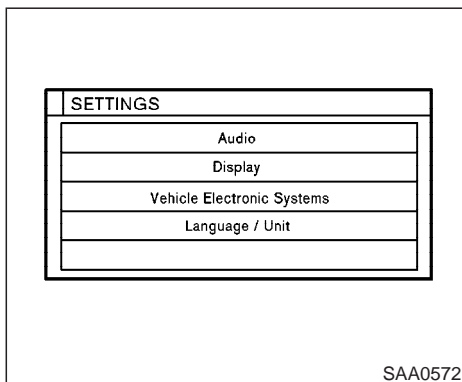 SETTINGS
Audio
Display
Vehicle Electronic Systems
Language / Unit
SAA0572